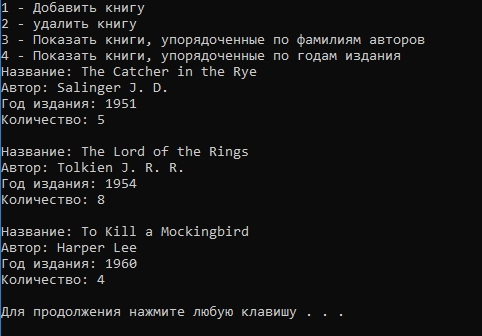 1 - Добавить книгу
2 - удалить книгу
3 - Показать книги, упорядоченные по фамилиям авторов
4 - Показать книги, упорядоченные по годам издания
Название: The Catcher in the Rye
Автор: Salinger J. D.
Год издания: 1951
Количество: 5
Название: The Lord of the Rings
Автор: Tolkien J. R. R.
Год издания: 1954
Количество: 8
Название: To Kill a Mockingbird
Автор: Harper Lee
Год издания: 1960
Количество: 4
Для продолжения нажмите любую клавишу . . .